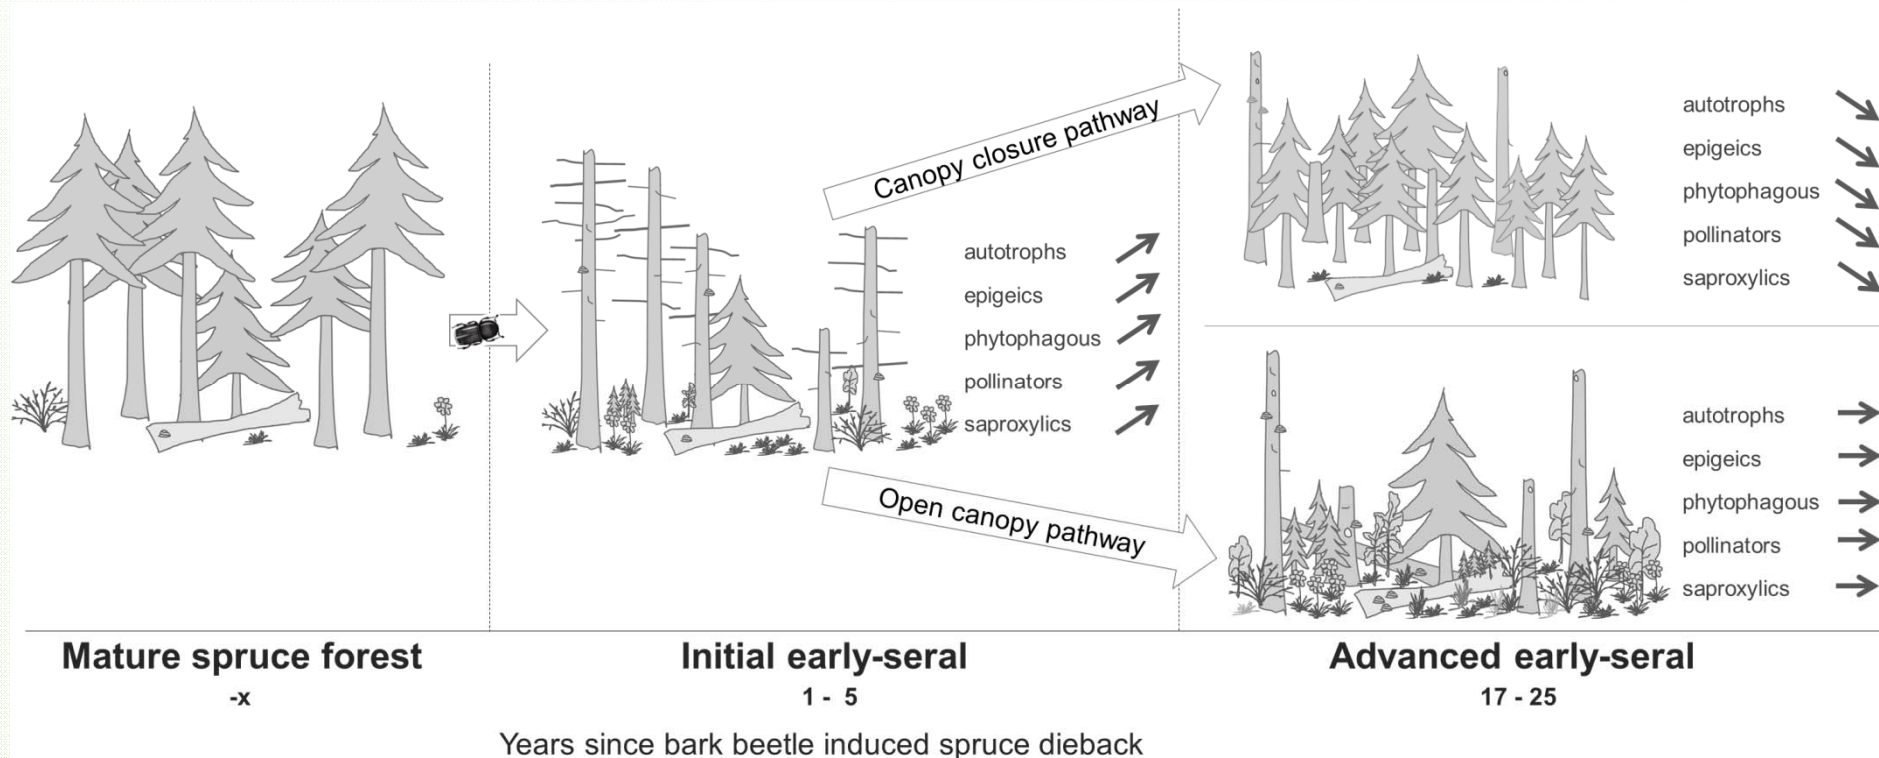 Canopy closure pathway
autotrophs
epigeics
phytophagous
pollinators
saproxylics
Open canopy pathway
autotrophs
epigeics
phytophagous
pollinators
saproxylics
autotrophs
epigeics
phytophagous
pollinators
saproxylics
Mature spruce forest
-x
Initial early-seral
1 - 5
Advanced early-seral
17 - 25
Years since bark beetle induced spruce dieback